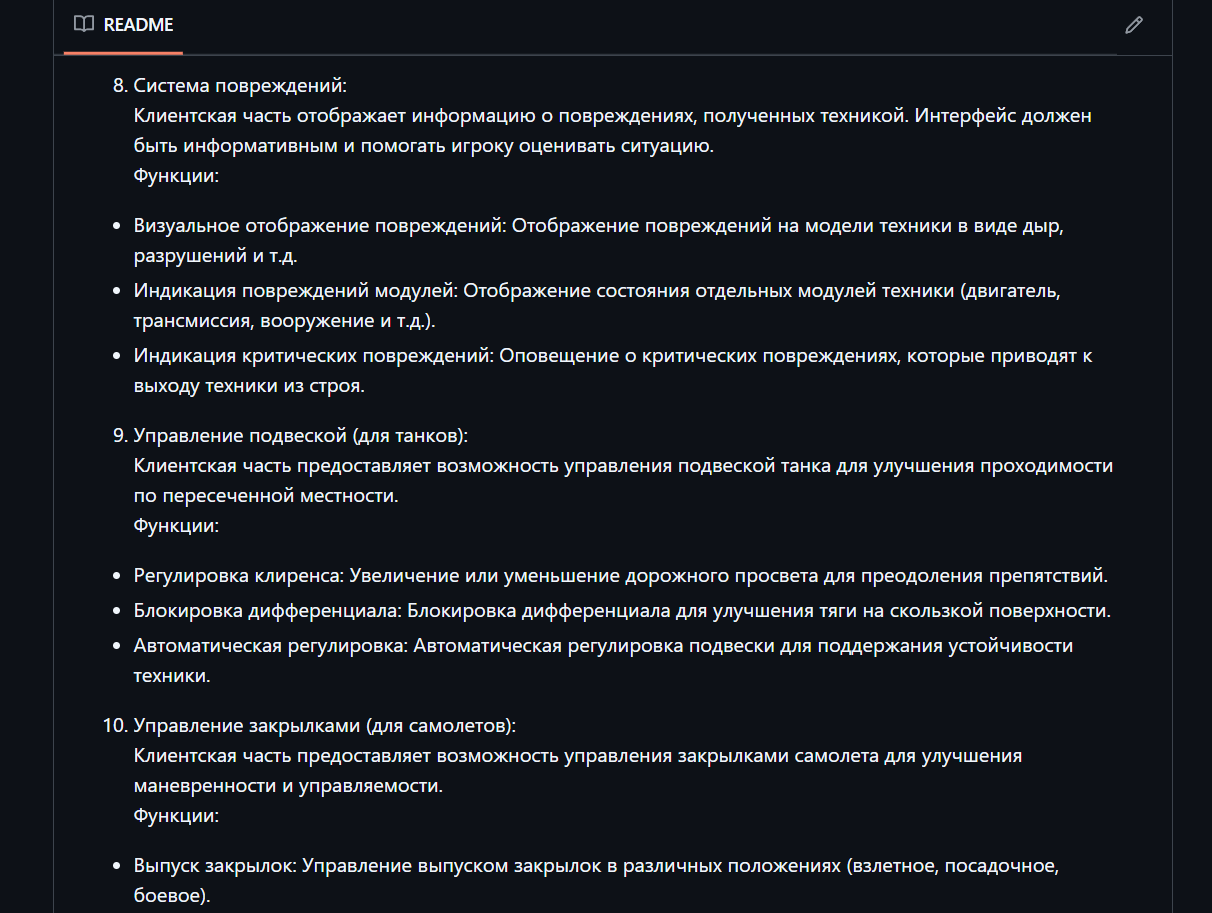 README
8. Система повреждений:
Клиентская часть отображает информацию о повреждениях, полученных техникой. Интерфейс должен
быть информативным и помогать игроку оценивать ситуацию.
Функции:
• Визуальное отображение повреждений: Отображение повреждений на модели техники в виде дыр,
разрушений и т.д.
• Индикация повреждений модулей: Отображение состояния отдельных модулей техники (двигатель,
трансмиссия, вооружение и т.д.).
• Индикация критических повреждений: Оповещение о критических повреждениях, которые приводят к
выходу техники из строя.
9. Управление подвеской (для танков):
Клиентская часть предоставляет возможность управления подвеской танка для улучшения проходимости
по пересеченной местности.
Функции:
• Регулировка клиренса: Увеличение или уменьшение дорожного просвета для преодоления препятствий.
• Блокировка дифференциала: Блокировка дифференциала для улучшения тяги на скользкой поверхности.
• Автоматическая регулировка: Автоматическая регулировка подвески для поддержания устойчивости
техники.
10. Управление закрылками (для самолетов):
Клиентская часть предоставляет возможность управления закрылками самолета для улучшения
маневренности и управляемости.
Функции:
• Выпуск закрылок: Управление выпуском закрылок в различных положениях (взлетное, посадочное,
боевое).